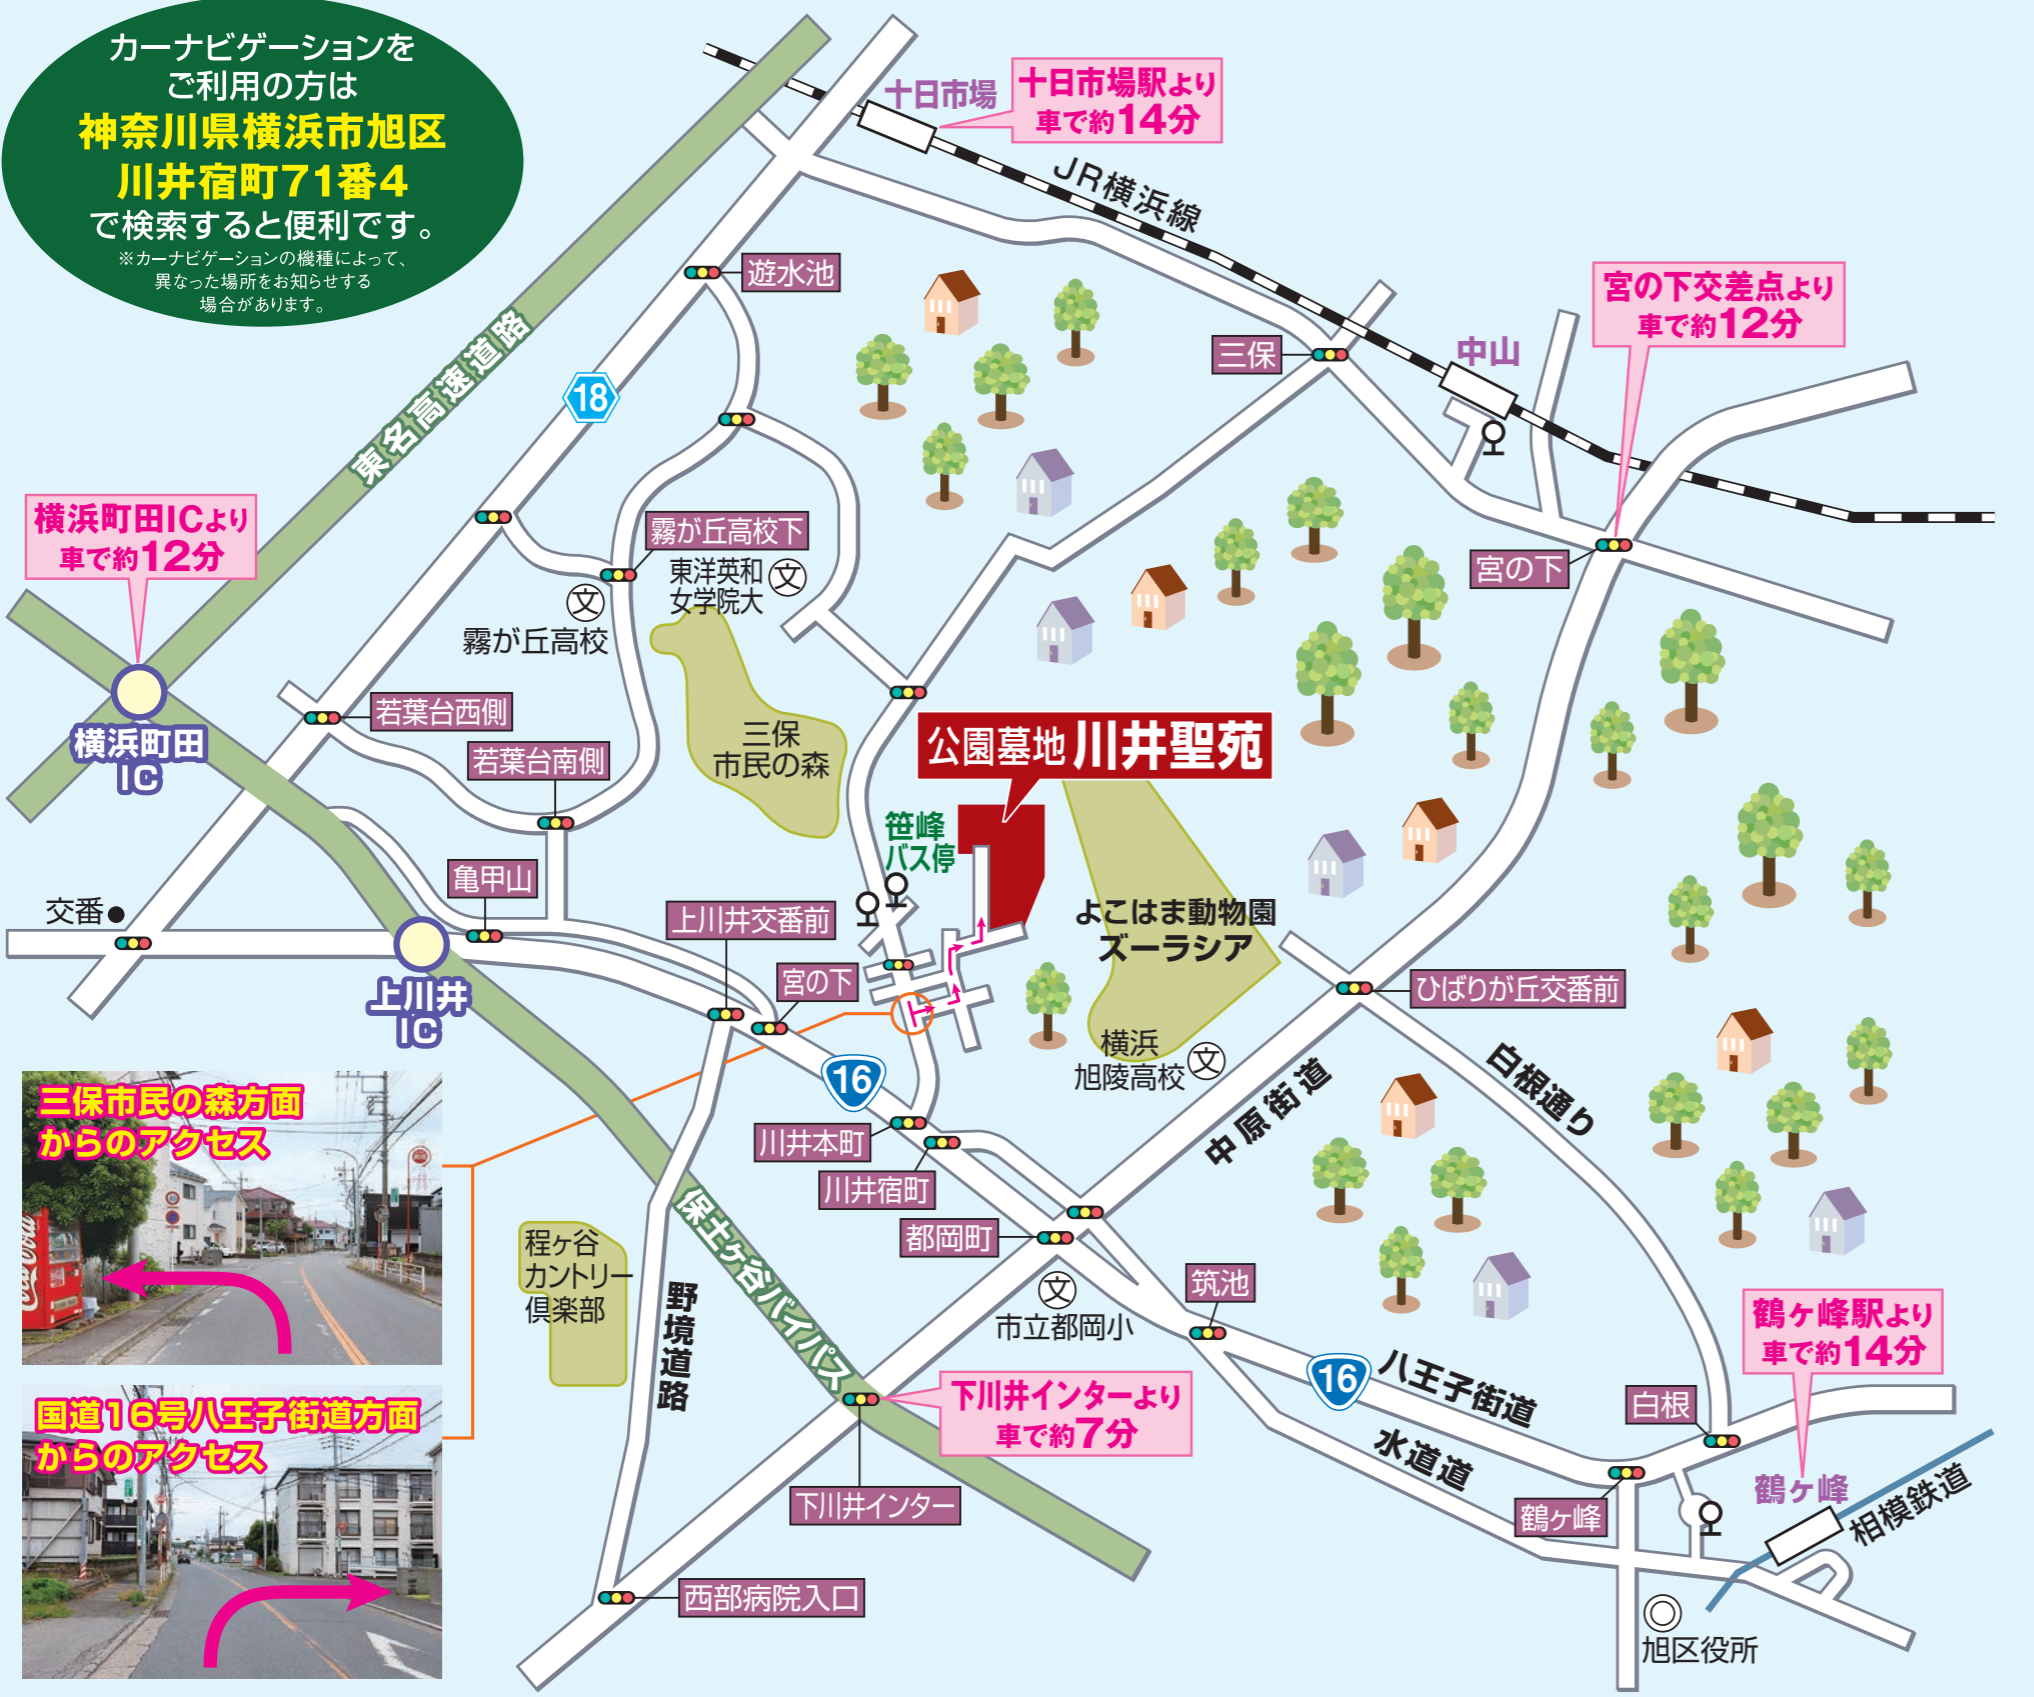 カーナビゲーションを
ご利用の方は
神奈川県横浜市旭区
川井宿町71番4
で検索すると便利です。
※カーナビゲーションの機種によって、
異なった場所をお知らせする
場合があります。
十日市場
十日市場駅より
車で約14分
JR横浜線
遊水池
宮の下交差点より
車で約12分
三保
中山
東名高速道路
18
横浜町田ICより
車で約12分
霧が丘高校下
東洋英和
女学院大
文
文
霧が丘高校
宮の下
若葉台西側
横浜町田
IC
若葉台南側
三保
市民の森
公園墓地 川井聖苑
笹峰
バス停
亀甲山
交番
上川井交番前
よこはま動物園
ズーラシア
宮の下
上川井
IC
ひばりが丘交番前
横浜
旭陵高校
文
16
中原街道
白根通り
三保市民の森方面
からのアクセス
Coca-Cola
川井本町
川井宿町
都岡町
保土ヶ谷バイパス
程ヶ谷
カントリー
倶楽部
野境道路
文
市立都岡小
筑池
鶴ヶ峰駅より
車で約14分
16
八王子街道
水道道
白根
下川井インターより
車で約7分
国道16号八王子街道方面
からのアクセス
下川井インター
鶴ヶ峰
鶴ヶ峰
相模鉄道
西部病院入口
旭区役所